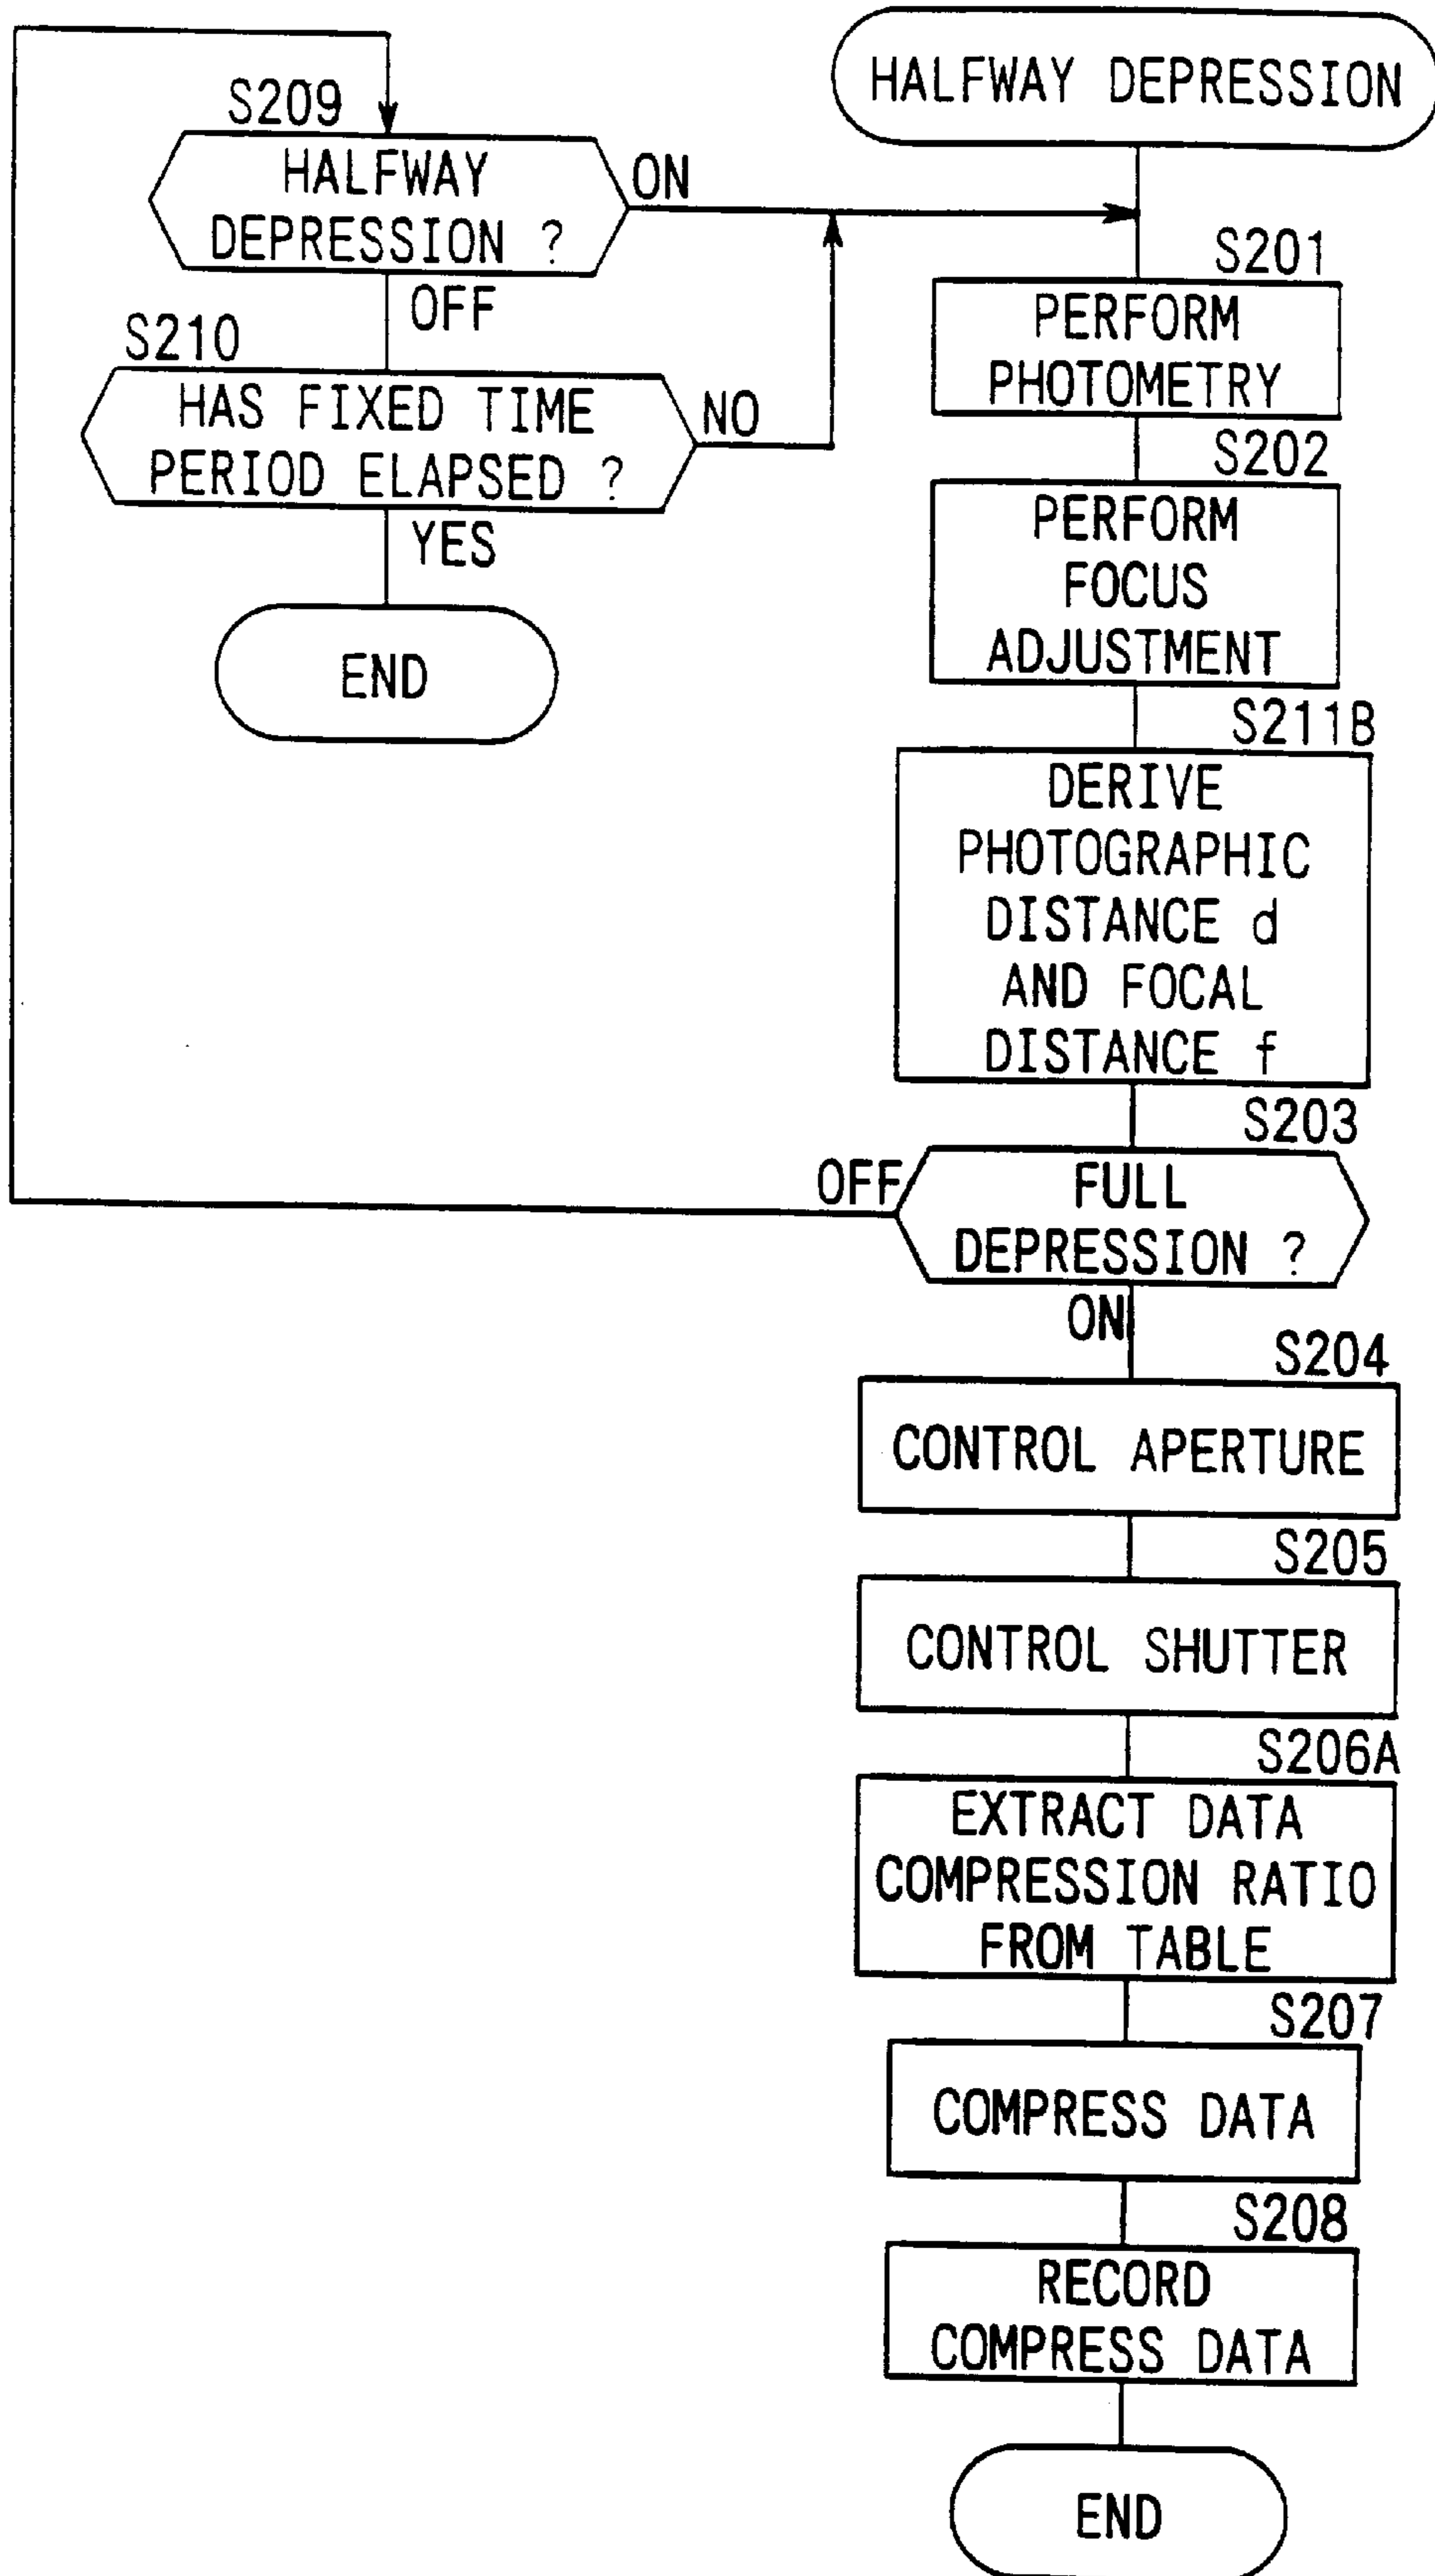 HALFWAY DEPRESSION
S209
HALFWAY
DEPRESSION ?
ON
OFF
S210
HAS FIXED TIME
PERIOD ELAPSED ?
NO
YES
END
S201
PERFORM
PHOTOMETRY
S202
PERFORM
FOCUS
ADJUSTMENT
S211B
DERIVE
PHOTOGRAPHIC
DISTANCE d
AND FOCAL
DISTANCE f
S203
FULL
DEPRESSION ?
OFF
ON
S204
CONTROL APERTURE
S205
CONTROL SHUTTER
S206A
EXTRACT DATA
COMPRESSION RATIO
FROM TABLE
S207
COMPRESS DATA
S208
RECORD
COMPRESS DATA
END